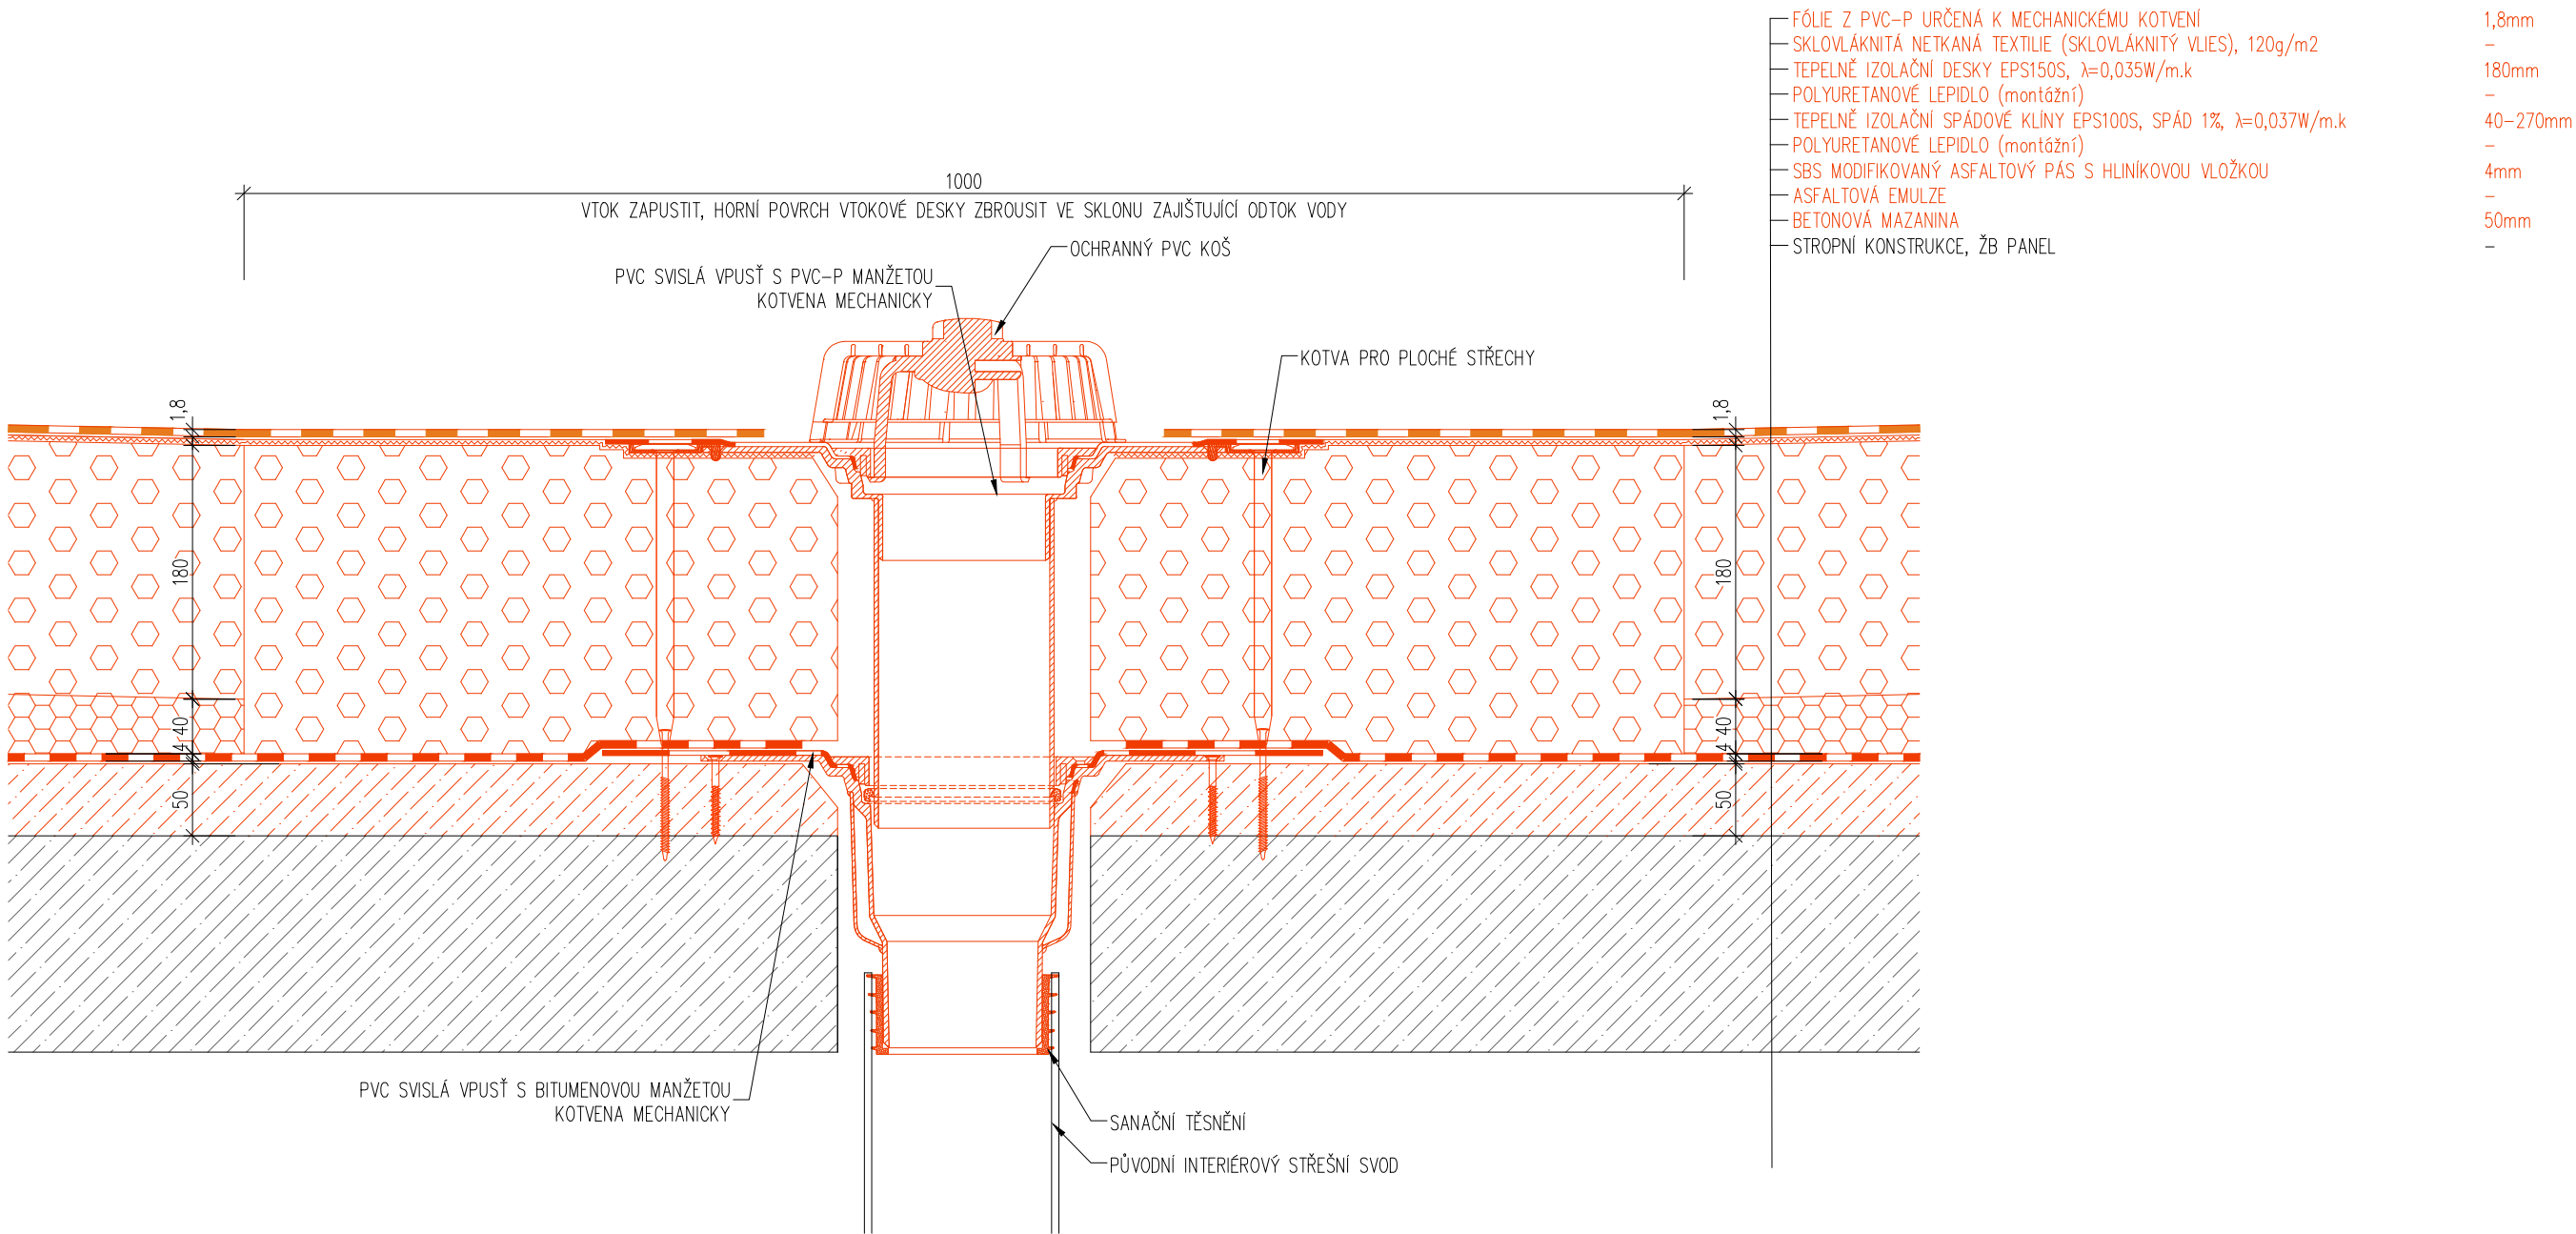 FÓLIE Z PVC-P URČENÁ K MECHANICKÉMU KOTVENÍ 1,8mm
SKLOVLÁKNITÁ NETKANÁ TEXTILIE (SKLOVLÁKNITÝ VLIES), 120g/m2 -
TEPELNĚ IZOLAČNÍ DESKY EPS150S, λ=0,035W/m.k 180mm
POLYURETANOVÉ LEPIDLO (montážní) -
TEPELNĚ IZOLAČNÍ SPÁDOVÉ KLÍNY EPS100S, SPÁD 1%, λ=0,037W/m.k 40-270mm
POLYURETANOVÉ LEPIDLO (montážní) -
SBS MODIFIKOVANÝ ASFALTOVÝ PÁS S HLINÍKOVOU VLOŽKOU 4mm
ASFALTOVÁ EMULZE -
BETONOVÁ MAZANINA 50mm
STROPNÍ KONSTRUKCE, ŽB PANEL -
1000
VTOK ZAPUSTIT, HORNÍ POVRCH VTOKOVÉ DESKY ZBROUSIT VE SKLONU ZAJIŠTUJÍCÍ ODTOK VODY
OCHRANNÝ PVC KOŠ
PVC SVISLÁ VPUSŤ S PVC-P MANŽETOU
KOTVENA MECHANICKY
KOTVA PRO PLOCHÉ STŘECHY
1,8
180
40
4
50
1,8
180
40
4
50
PVC SVISLÁ VPUSŤ S BITUMENOVOU MANŽETOU
KOTVENA MECHANICKY
SANAČNÍ TĚSNĚNÍ
PŮVODNÍ INTERIÉROVÝ STŘEŠNÍ SVOD